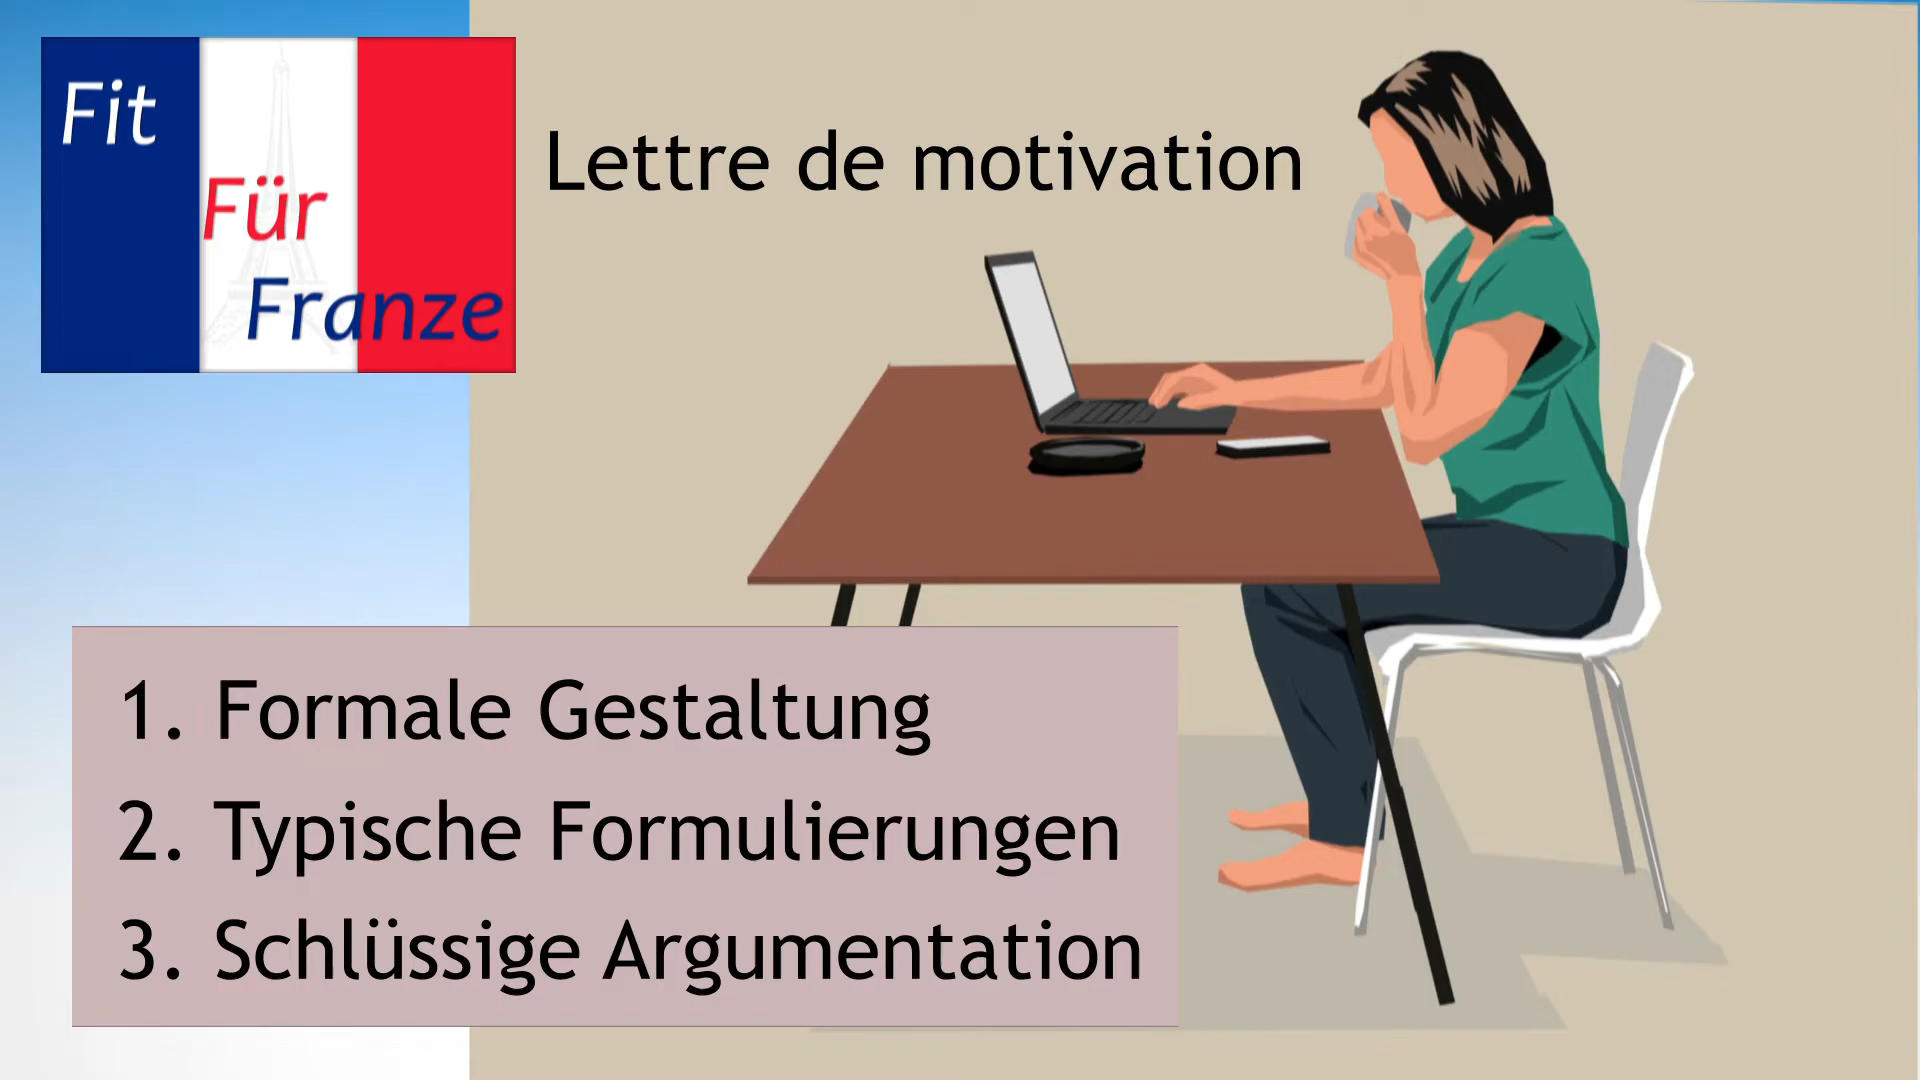 Fit
Für
Franze
Lettre de motivation
1. Formale Gestaltung
2. Typische Formulierungen
3. Schlüssige Argumentation